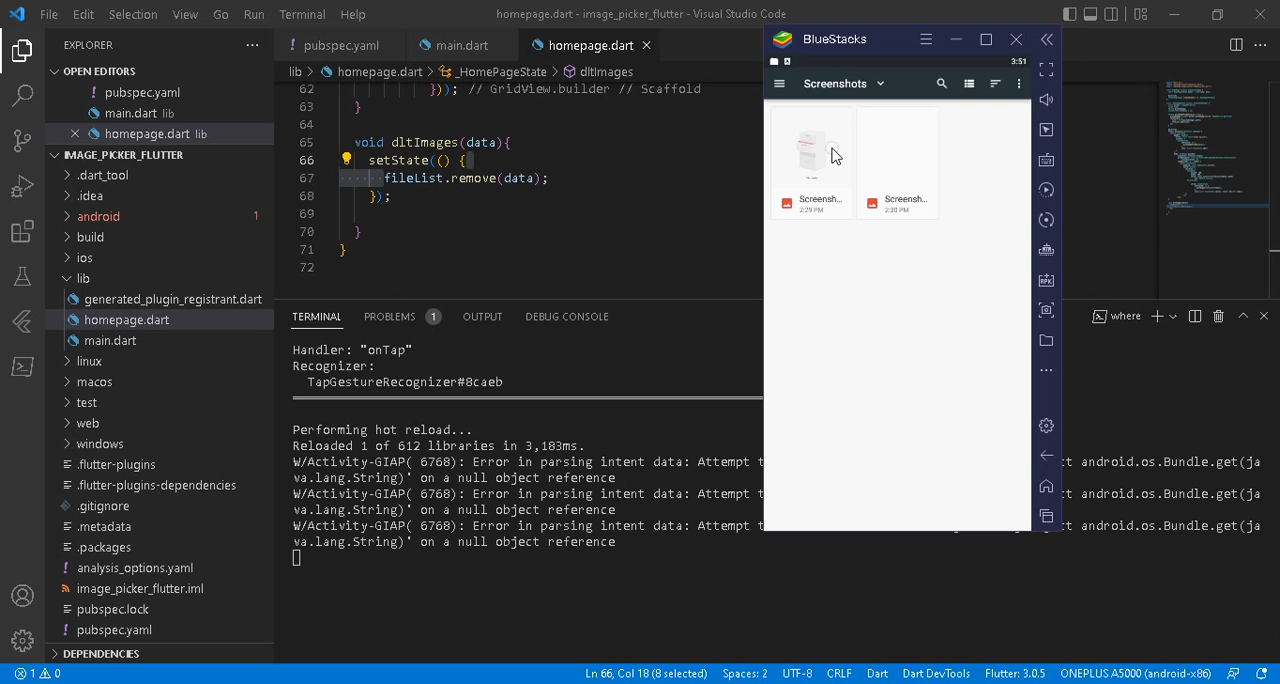 File Edit Selection View Go Run Terminal Help
homepage.dart - image_picker_flutter - Visual Studio Code
EXPLORER
OPEN EDITORS
! pubspec.yaml
main.dart lib
homepage.dart lib
IMAGE_PICKER_FLUTTER
.dart_tool
.idea
android 1
build
ios
lib
generated_plugin_registrant.dart
homepage.dart
main.dart
linux
macos
test
web
windows
.flutter-plugins
.flutter-plugins-dependencies
.gitignore
.metadata
.packages
! analysis_options.yaml
image_picker_flutter.iml
pubspec.lock
! pubspec.yaml
DEPENDENCIES
! pubspec.yaml main.dart homepage.dart
lib > homepage.dart > _HomePageState > dltImages
62 })); // GridView.builder // Scaffold
63 }
64
65 void dltImages(data){
66 setState(() {
67 fileList.remove(data);
68 });
69
70 }
71 }
72
TERMINAL PROBLEMS 1 OUTPUT DEBUG CONSOLE
where
Handler: "onTap"
Recognizer:
TapGestureRecognizer#8caeb
Performing hot reload...
Reloaded 1 of 612 libraries in 3,183ms.
W/Activity-GIAP( 6768): Error in parsing intent data: Attempt t ct android.os.Bundle.get(ja
va.lang.String)' on a null object reference
W/Activity-GIAP( 6768): Error in parsing intent data: Attempt t ct android.os.Bundle.get(ja
va.lang.String)' on a null object reference
W/Activity-GIAP( 6768): Error in parsing intent data: Attempt t ct android.os.Bundle.get(ja
va.lang.String)' on a null object reference
BlueStacks
3:51
Screenshots
Screensh... Screensh...
2:29 PM 2:30 PM
1 0
Ln 66, Col 18 (8 selected) Spaces: 2 UTF-8 CRLF Dart Dart DevTools Flutter: 3.0.5 ONEPLUS A5000 (android-x86)